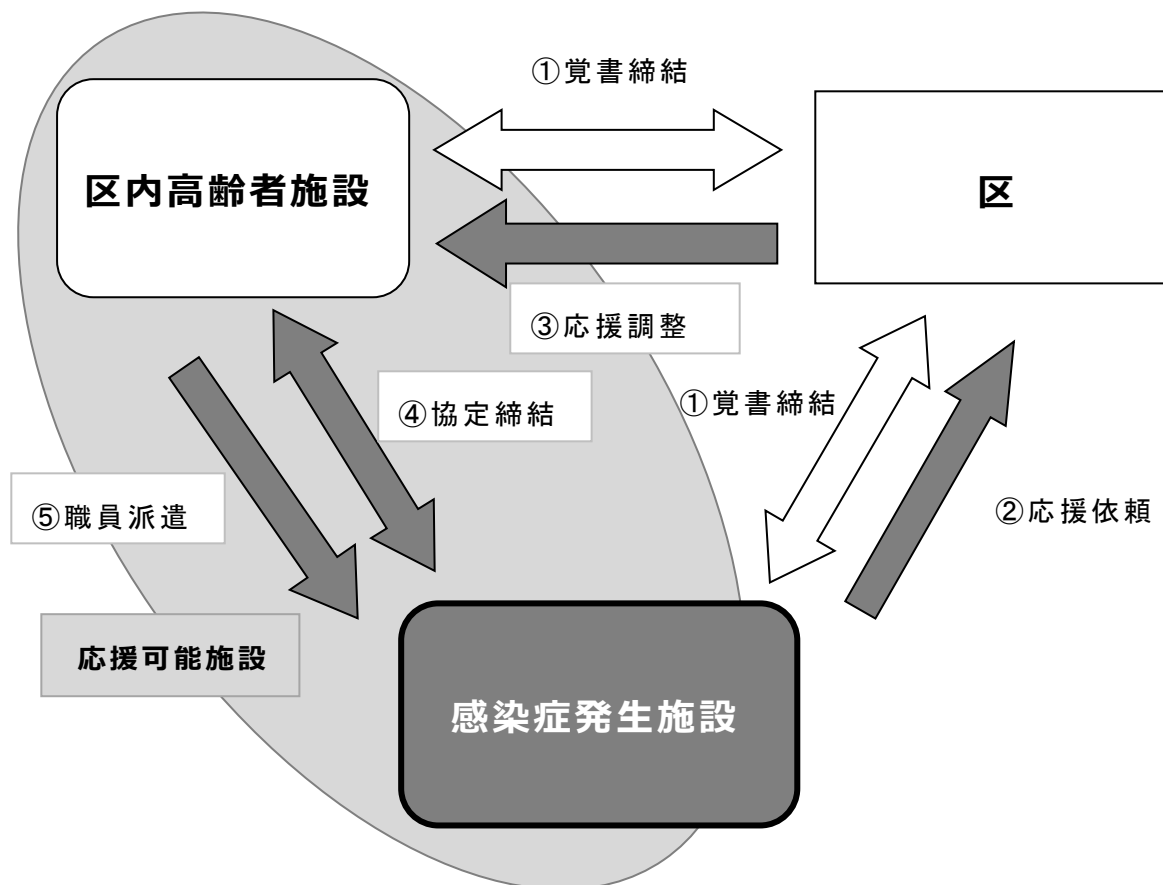 ①覚書締結
区内高齢者施設
区
③応援調整
④協定締結
①覚書締結
⑤職員派遣
②応援依頼
応援可能施設
感染症発生施設